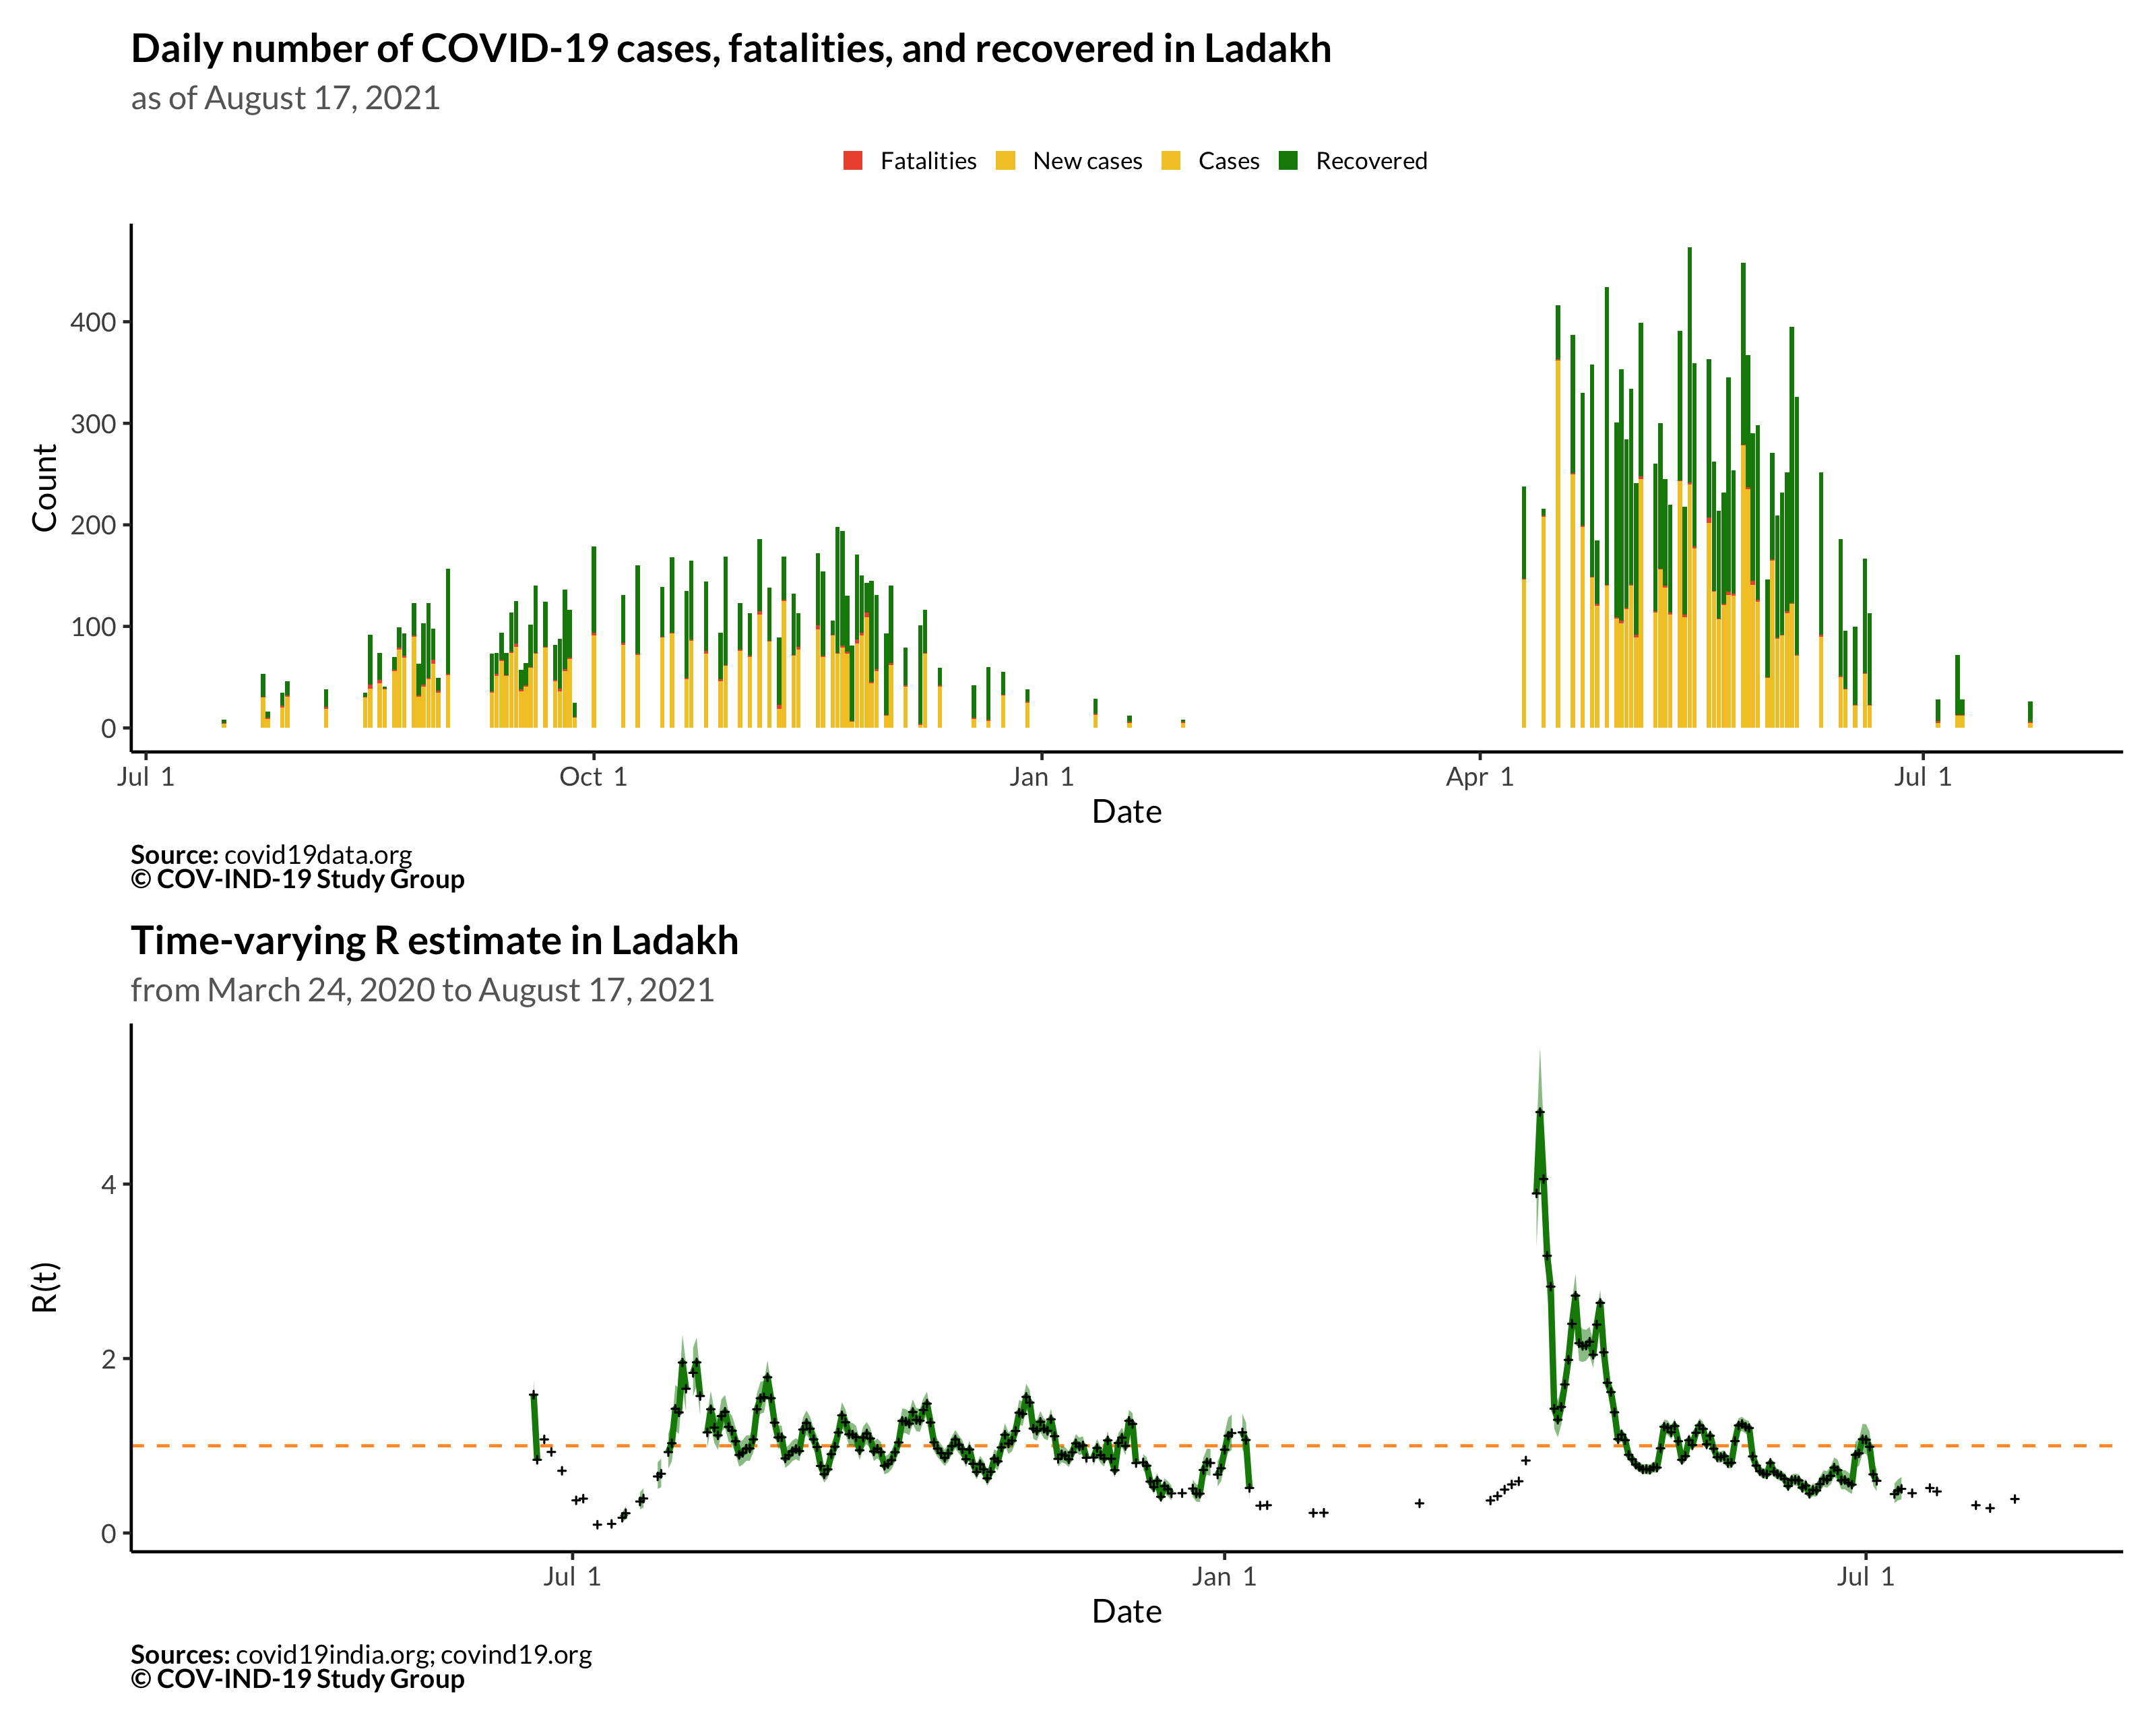 Daily number of COVID-19 cases, fatalities, and recovered in Ladakh
as of August 17, 2021
Fatalities New cases Cases Recovered
Count
400
300
200
100
0
Jul 1 Oct 1 Jan 1 Apr 1 Jul 1
Date
Source: covid19data.org
© COV-IND-19 Study Group
Time-varying R estimate in Ladakh
from March 24, 2020 to August 17, 2021
R(t)
4
2
0
Jul 1 Jan 1 Jul 1
Date
Sources: covid19india.org; covind19.org
© COV-IND-19 Study Group